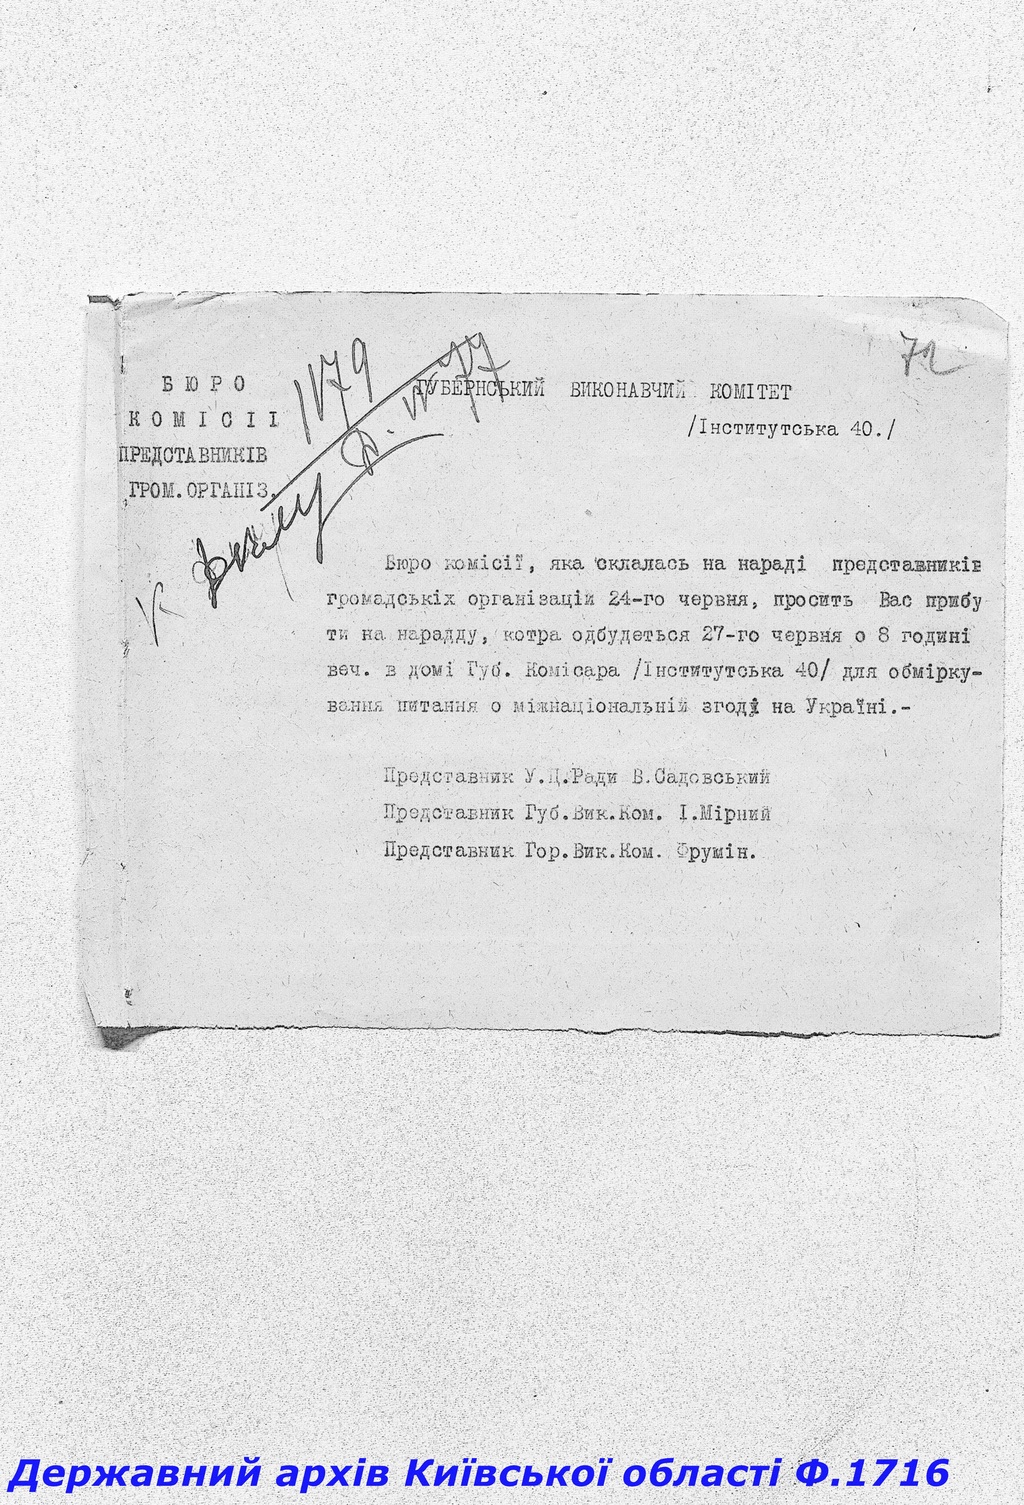 72
1179
К
Д. № 77
БЮРО
КОМІСІІ
ПРЕДСТАВНИКІВ
ГРОМ.ОРГАНІЗ.
ГУБЕРНСЬКИЙ ВИКОНАВЧИЙ КОМІТЕТ
/Інститутська 40./
Бюро комісії, яка склалась на нараді представників
громадських організацій 24-го червня, просить Вас прибу
ти на нарадду, котра одбудеться 27-го червня о 8 годині
веч. в домі Губ. Комісара /Інститутська 40/ для обмірку-
вання питання о міжнаціональній згоді на Україні.-
Представник У.Ц.Ради В.Садовський
Представник Губ.Вик.Ком. І.Мірний
Представник Гор.Вик.Ком. Фрумін.
Державний архів Київської області Ф.1716